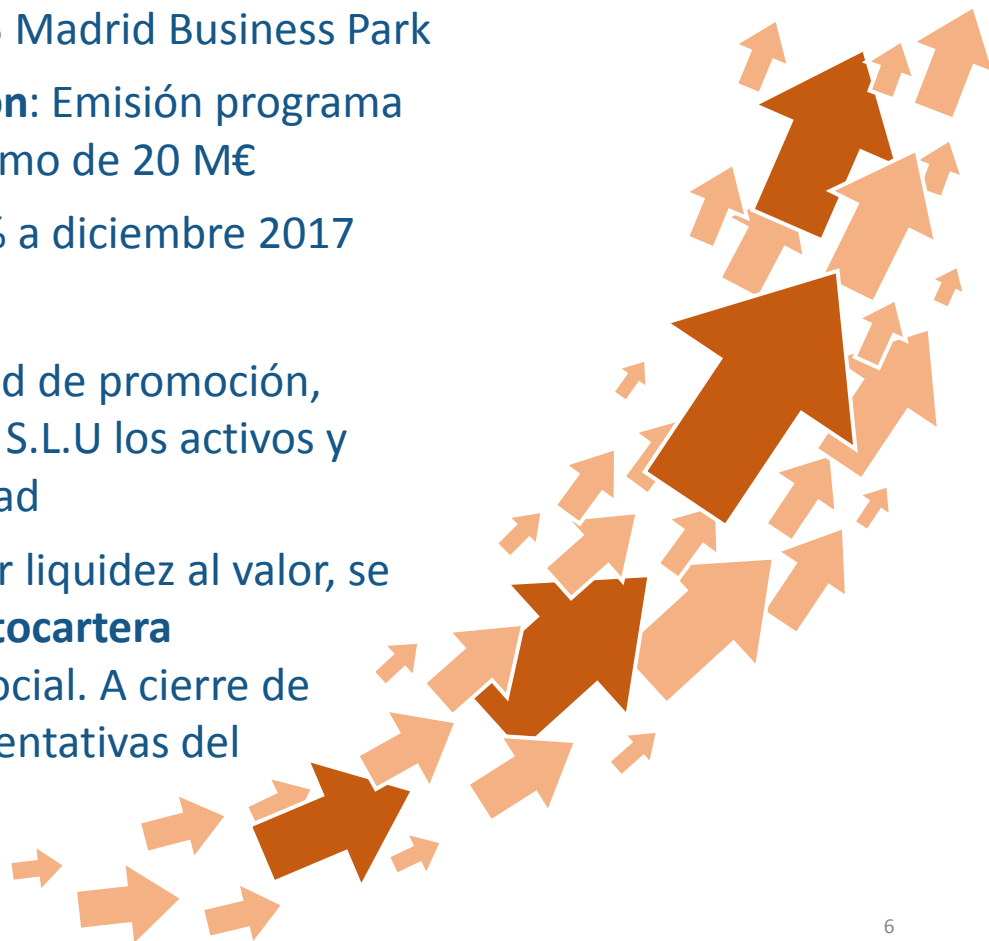 Madrid Business Park
ón: Emisión programa
mo de 20 M€
% a diciembre 2017
d de promoción,
S.L.U los activos y
ad
r liquidez al valor, se
tocartera
ocial. A cierre de
entativas del
6